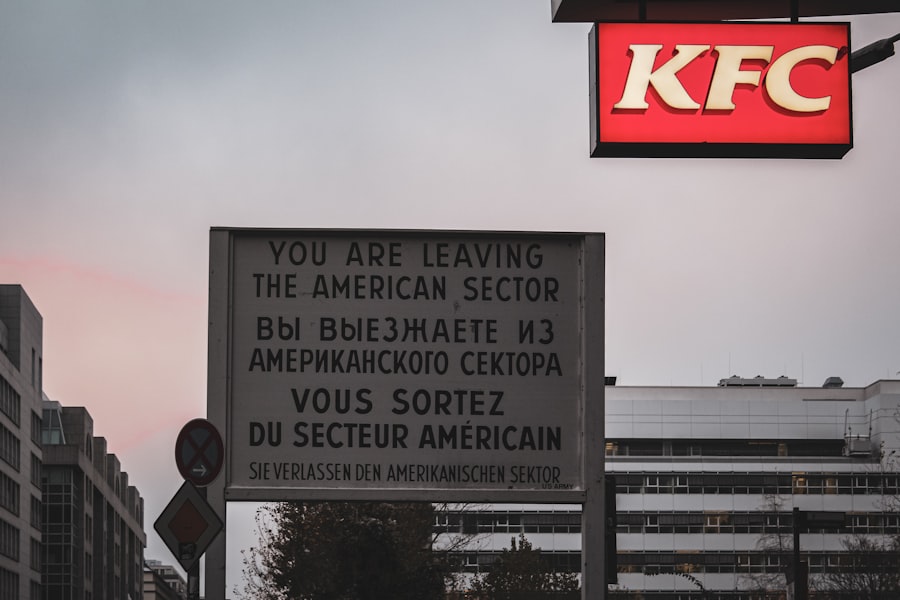 KFC
YOU ARE LEAVING
THE AMERICAN SECTOR
ВЫ ВЫЕЗЖАЕТЕ ИЗ
АМЕРИКАНСКОГО СЕКТОРА
VOUS SORTEZ
DU SECTEUR AMÉRICAIN
SIE VERLASSEN DEN AMERIKANISCHEN SEKTOR
US ARMY